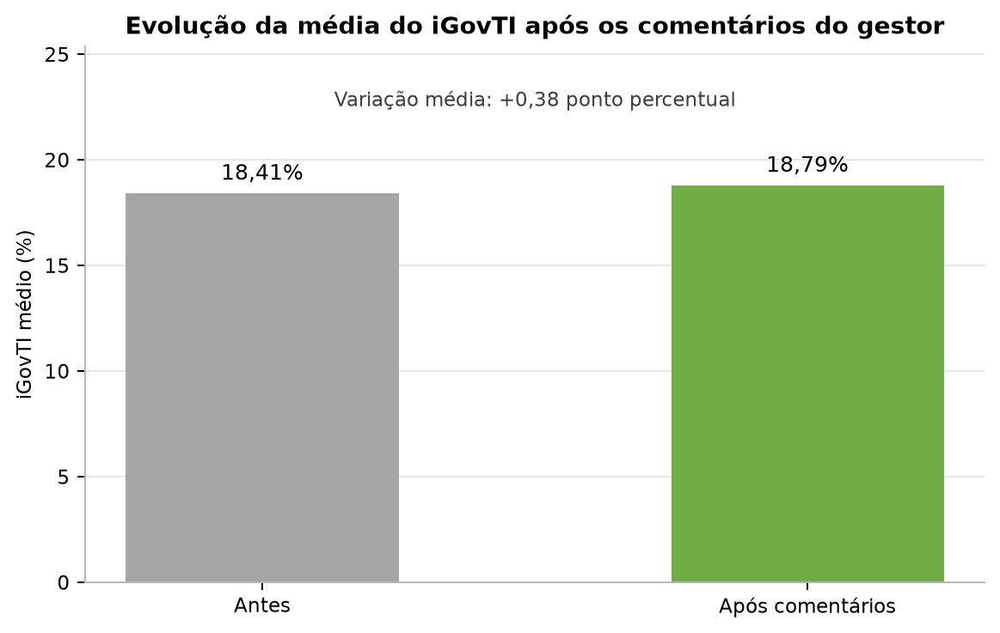 Evolução da média do iGovTI após os comentários do gestor
Variação média: +0,38 ponto percentual
iGovTI médio (%)
25
20
15
10
5
0
18,41%
18,79%
Antes
Após comentários